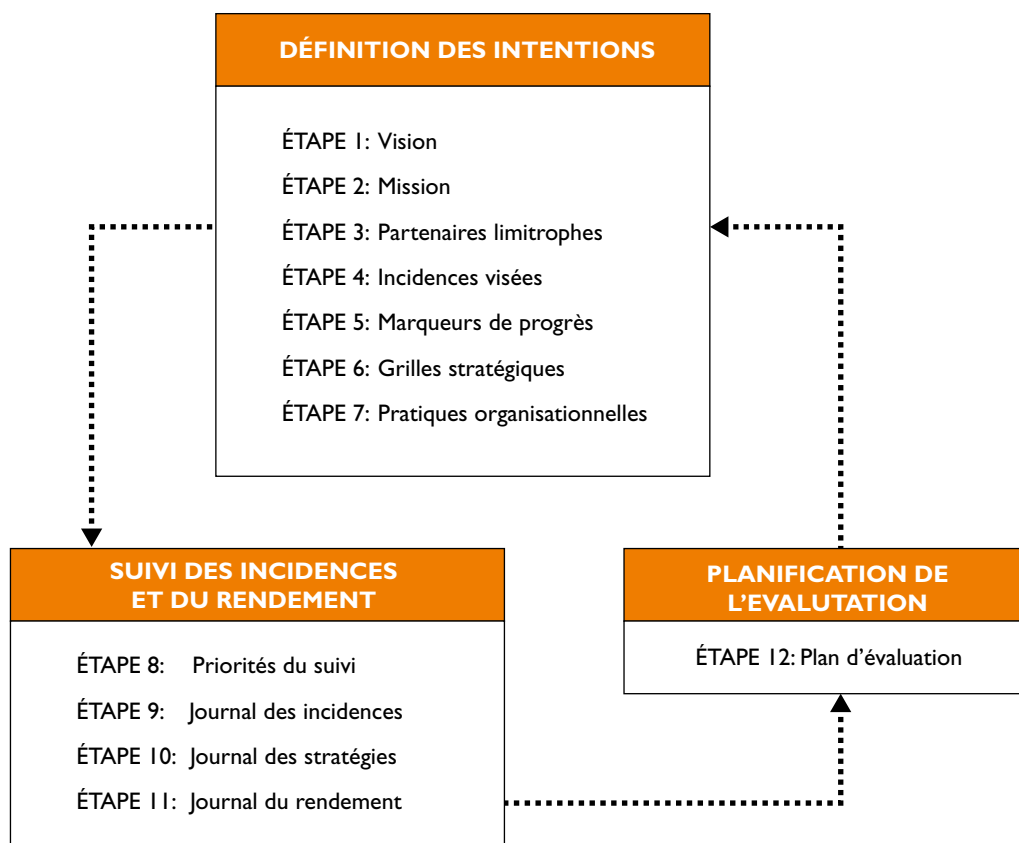 DÉFINITION DES INTENTIONS
ÉTAPE 1: Vision
ÉTAPE 2: Mission
ÉTAPE 3: Partenaires limitrophes
ÉTAPE 4: Incidences visées
ÉTAPE 5: Marqueurs de progrès
ÉTAPE 6: Grilles stratégiques
ÉTAPE 7: Pratiques organisationnelles
SUIVI DES INCIDENCES
ET DU RENDEMENT
ÉTAPE 8: Priorités du suivi
ÉTAPE 9: Journal des incidences
ÉTAPE 10: Journal des stratégies
ÉTAPE 11: Journal du rendement
PLANIFICATION DE
L’EVALUTATION
ÉTAPE 12: Plan d’évaluation